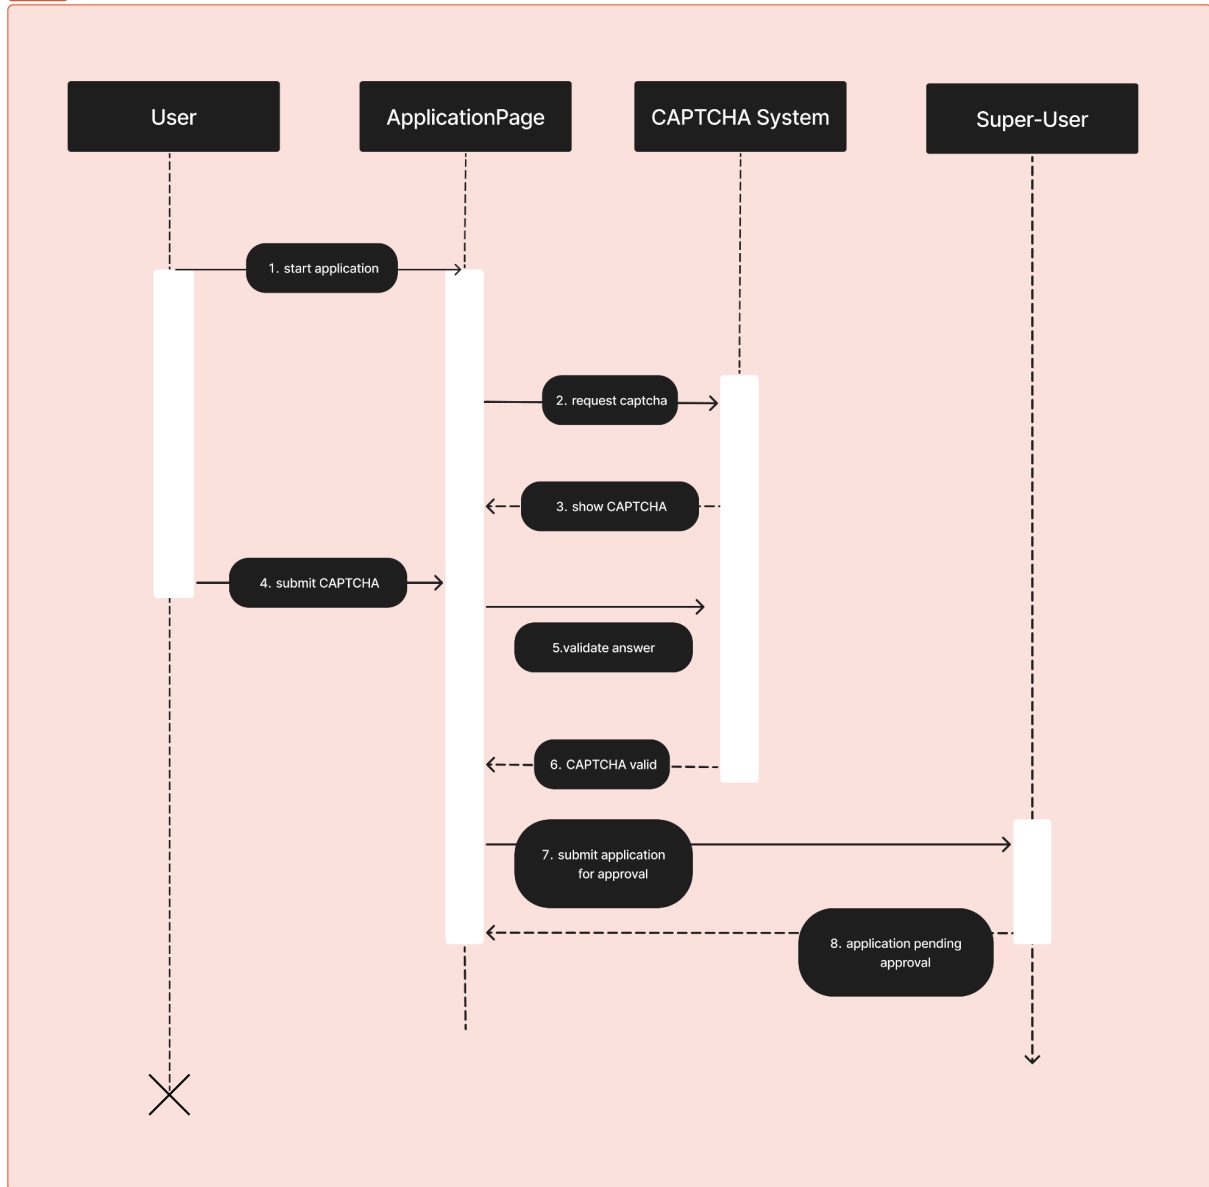 User
ApplicationPage
CAPTCHA System
Super-User
1. start application
2. request captcha
3. show CAPTCHA
4. submit CAPTCHA
5.validate answer
6. CAPTCHA valid
7. submit application
for approval
8. application pending
approval